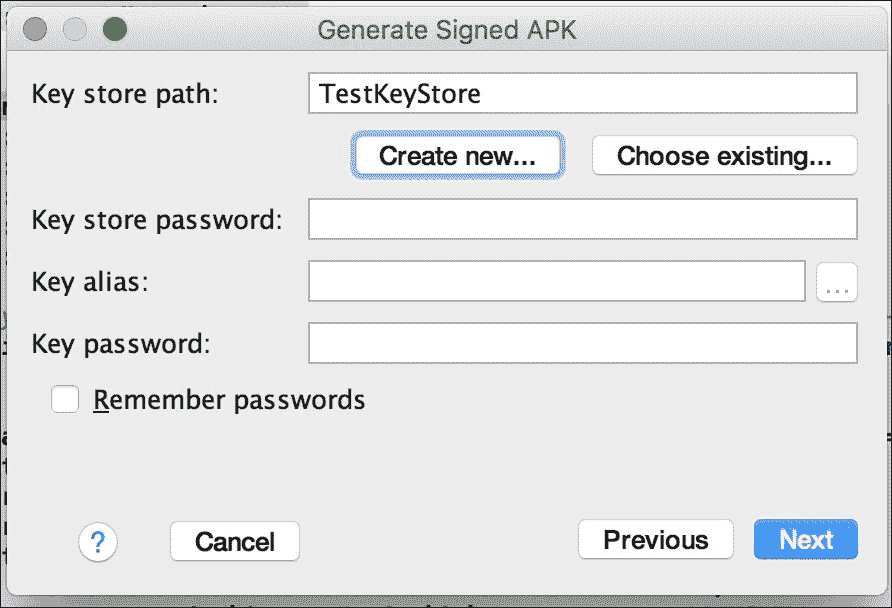 Generate Signed APK
Key store path: TestKeyStore
Create new... Choose existing...
Key store password:
Key alias: ...
Key password:
Remember passwords
? Cancel Previous Next